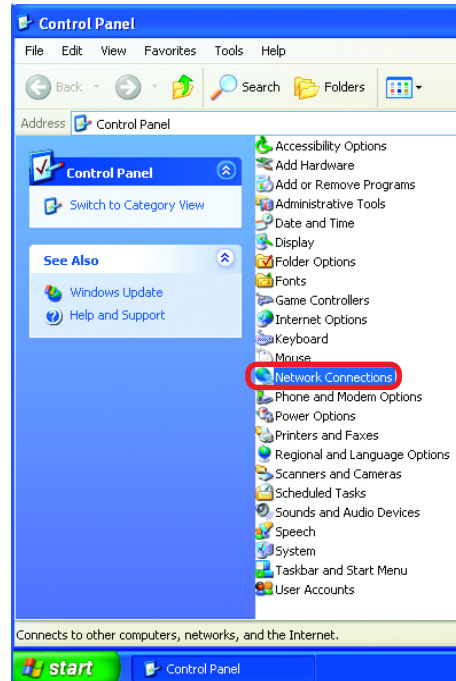 Control Panel
File Edit View Favorites Tools Help
Back Search Folders
Address Control Panel
Control Panel
Switch to Category View
See Also
Windows Update
Help and Support
Accessibility Options
Add Hardware
Add or Remove Programs
Administrative Tools
Date and Time
Display
Folder Options
Fonts
Game Controllers
Internet Options
Keyboard
Mouse
Network Connections
Phone and Modem Options
Power Options
Printers and Faxes
Regional and Language Options
Scanners and Cameras
Scheduled Tasks
Sounds and Audio Devices
Speech
System
Taskbar and Start Menu
User Accounts
Connects to other computers, networks, and the Internet.
start Control Panel